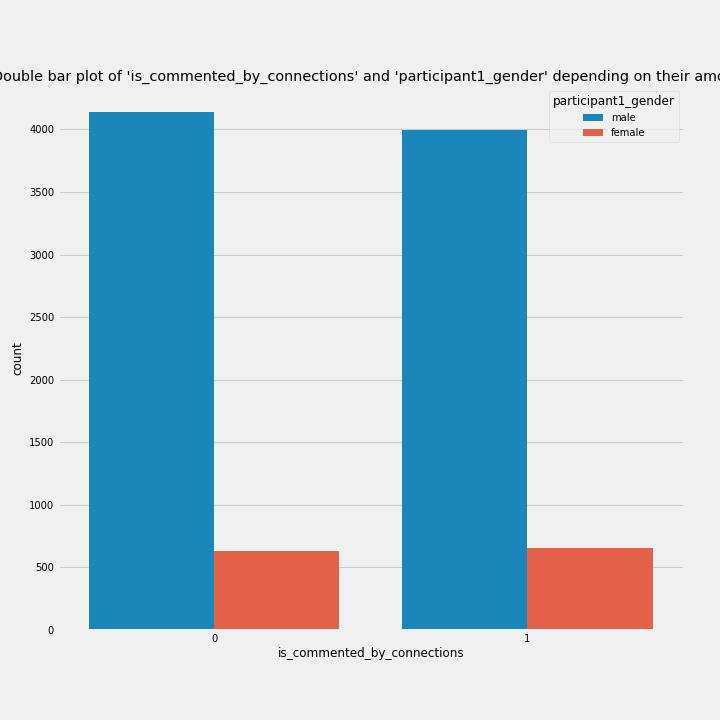 Double bar plot of 'is_commented_by_connections' and 'participant1_gender' depending on their
participant1_gender
male
female
4000
3500
3000
2500
2000
1500
1000
500
0
count
0 1
is_commented_by_connections